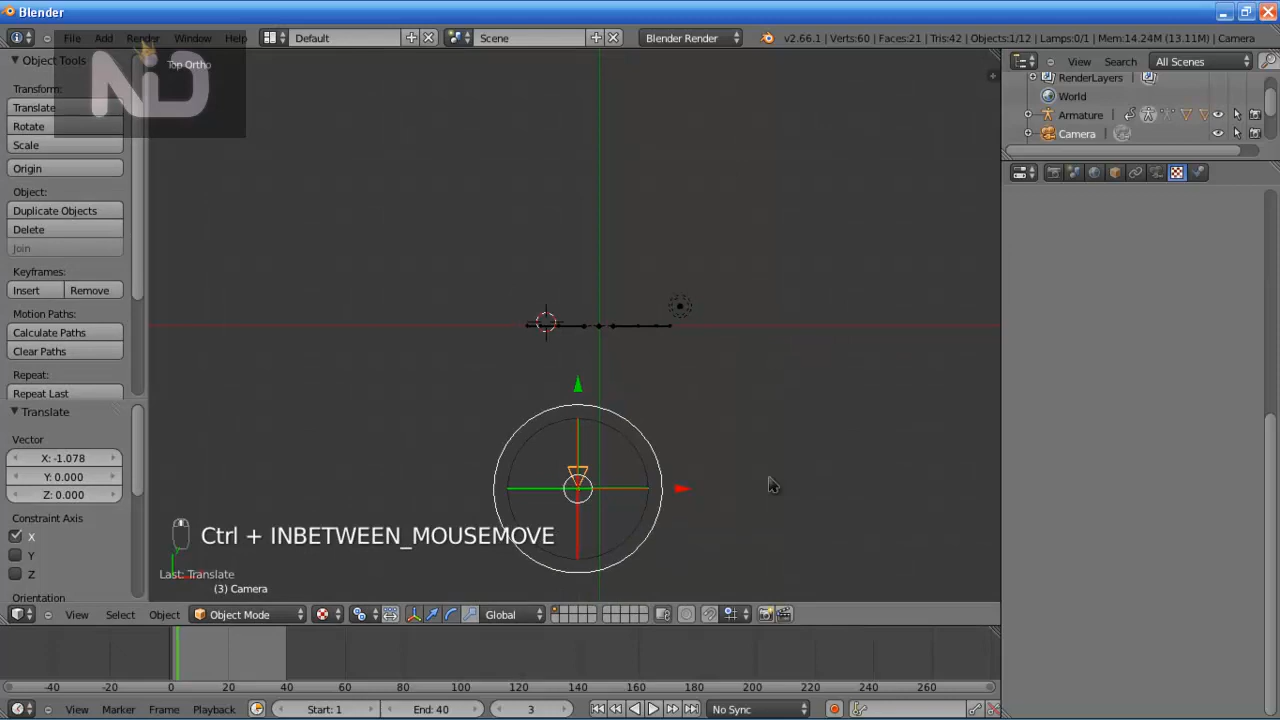 Blender
File Add Render Window Help Default Scene Blender Render v2.66.1 | Verts:60 | Faces:21 | Tris:42 | Objects:1/12 | Lamps:0/1 | Mem:14.24M (13.11M) | Camera
Object Tools
Transform:
Translate
Rotate
Scale
Origin
Object:
Duplicate Objects
Delete
Join
Keyframes:
Insert Remove
Motion Paths:
Calculate Paths
Clear Paths
Repeat:
Repeat Last
Translate
Vector
X: -1.078
Y: 0.000
Z: 0.000
Constraint Axis
X
Y
Z
Orientation
ND
Top Ortho
Ctrl + INBETWEEN_MOUSEMOVE
Last: Translate
(3) Camera
View Search All Scenes
RenderLayers
World
Armature
Camera
View Select Object Object Mode Global
-40 -20 0 20 40 60 80 100 120 140 160 180 200 220 240 260
View Marker Frame Playback Start: 1 End: 40 3 No Sync